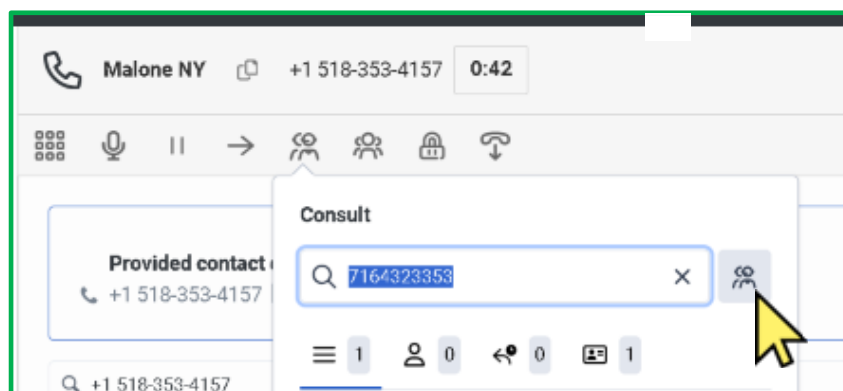 Malone NY +1 518-353-4157 0:42
Consult
Provided contact
7164323353
+1 518-353-4157
1 0 0 1
+1 518-353-4157